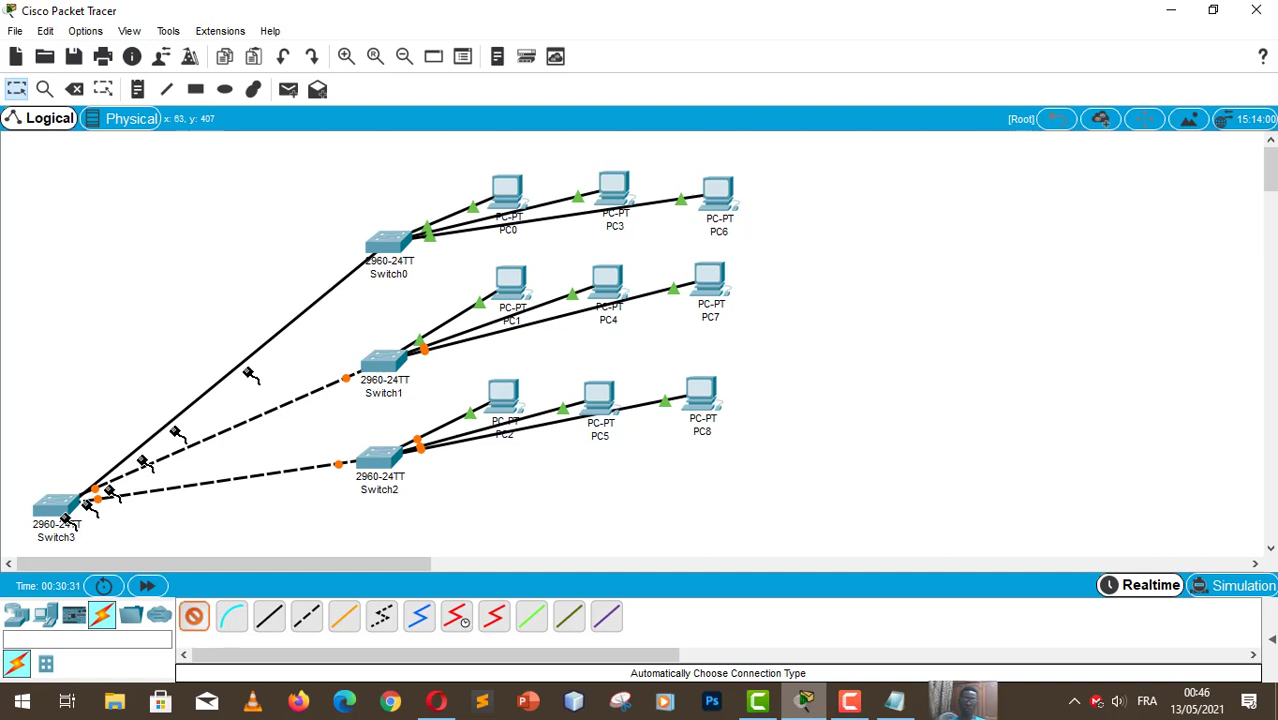 Cisco Packet Tracer
File Edit Options View Tools Extensions Help
Logical Physical x: 63, y: 407 [Root] 15:14:00
PC-PT
PC0
PC-PT
PC3
PC-PT
PC6
2960-24TT
Switch0
PC-PT
PC1
PC-PT
PC4
PC-PT
PC7
2960-24TT
Switch1
PC-PT
PC2
PC-PT
PC5
PC-PT
PC8
2960-24TT
Switch2
2960-24TT
Switch3
Time: 00:30:31 Realtime Simulation
Automatically Choose Connection Type
FRA 00:46
13/05/2021